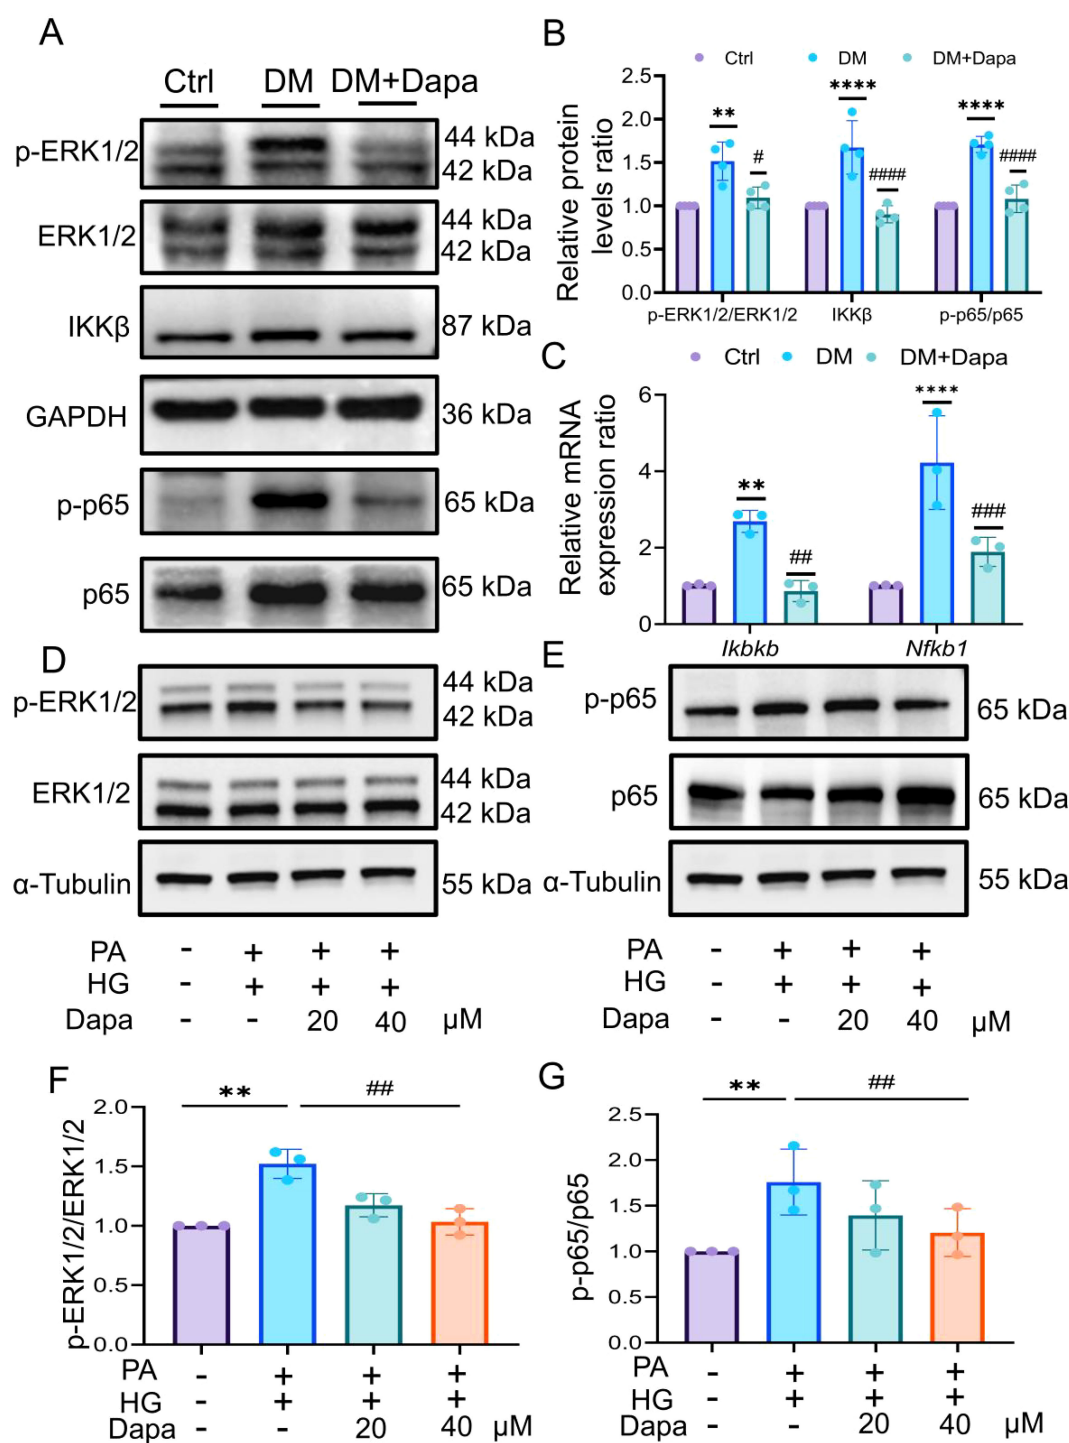 A
Ctrl DM DM+Dapa
p-ERK1/2 44 kDa
42 kDa
ERK1/2 44 kDa
42 kDa
IKKβ 87 kDa
GAPDH 36 kDa
p-p65 65 kDa
p65 65 kDa
B
Ctrl DM DM+Dapa
Relative protein
levels ratio
2.5
2.0
1.5
1.0
0.5
0.0
** # **** #### **** ####
p-ERK1/2/ERK1/2 IKKβ p-p65/p65
C
Ctrl DM DM+Dapa
Relative mRNA
expression ratio
6
4
2
0
** ## **** ###
Ikbkb Nfkb1
D
p-ERK1/2 44 kDa
42 kDa
ERK1/2 44 kDa
42 kDa
α-Tubulin 55 kDa
PA - + + +
HG - + + +
Dapa - - 20 40 μM
E
p-p65 65 kDa
p65 65 kDa
α-Tubulin 55 kDa
PA - + + +
HG - + + +
Dapa - - 20 40 μM
F
** ##
p-ERK1/2/ERK1/2
2.0
1.5
1.0
0.5
0.0
PA - + + +
HG - + + +
Dapa - - 20 40 μM
G
** ##
p-p65/p65
2.5
2.0
1.5
1.0
0.5
0.0
PA - + + +
HG - + + +
Dapa - - 20 40 μM